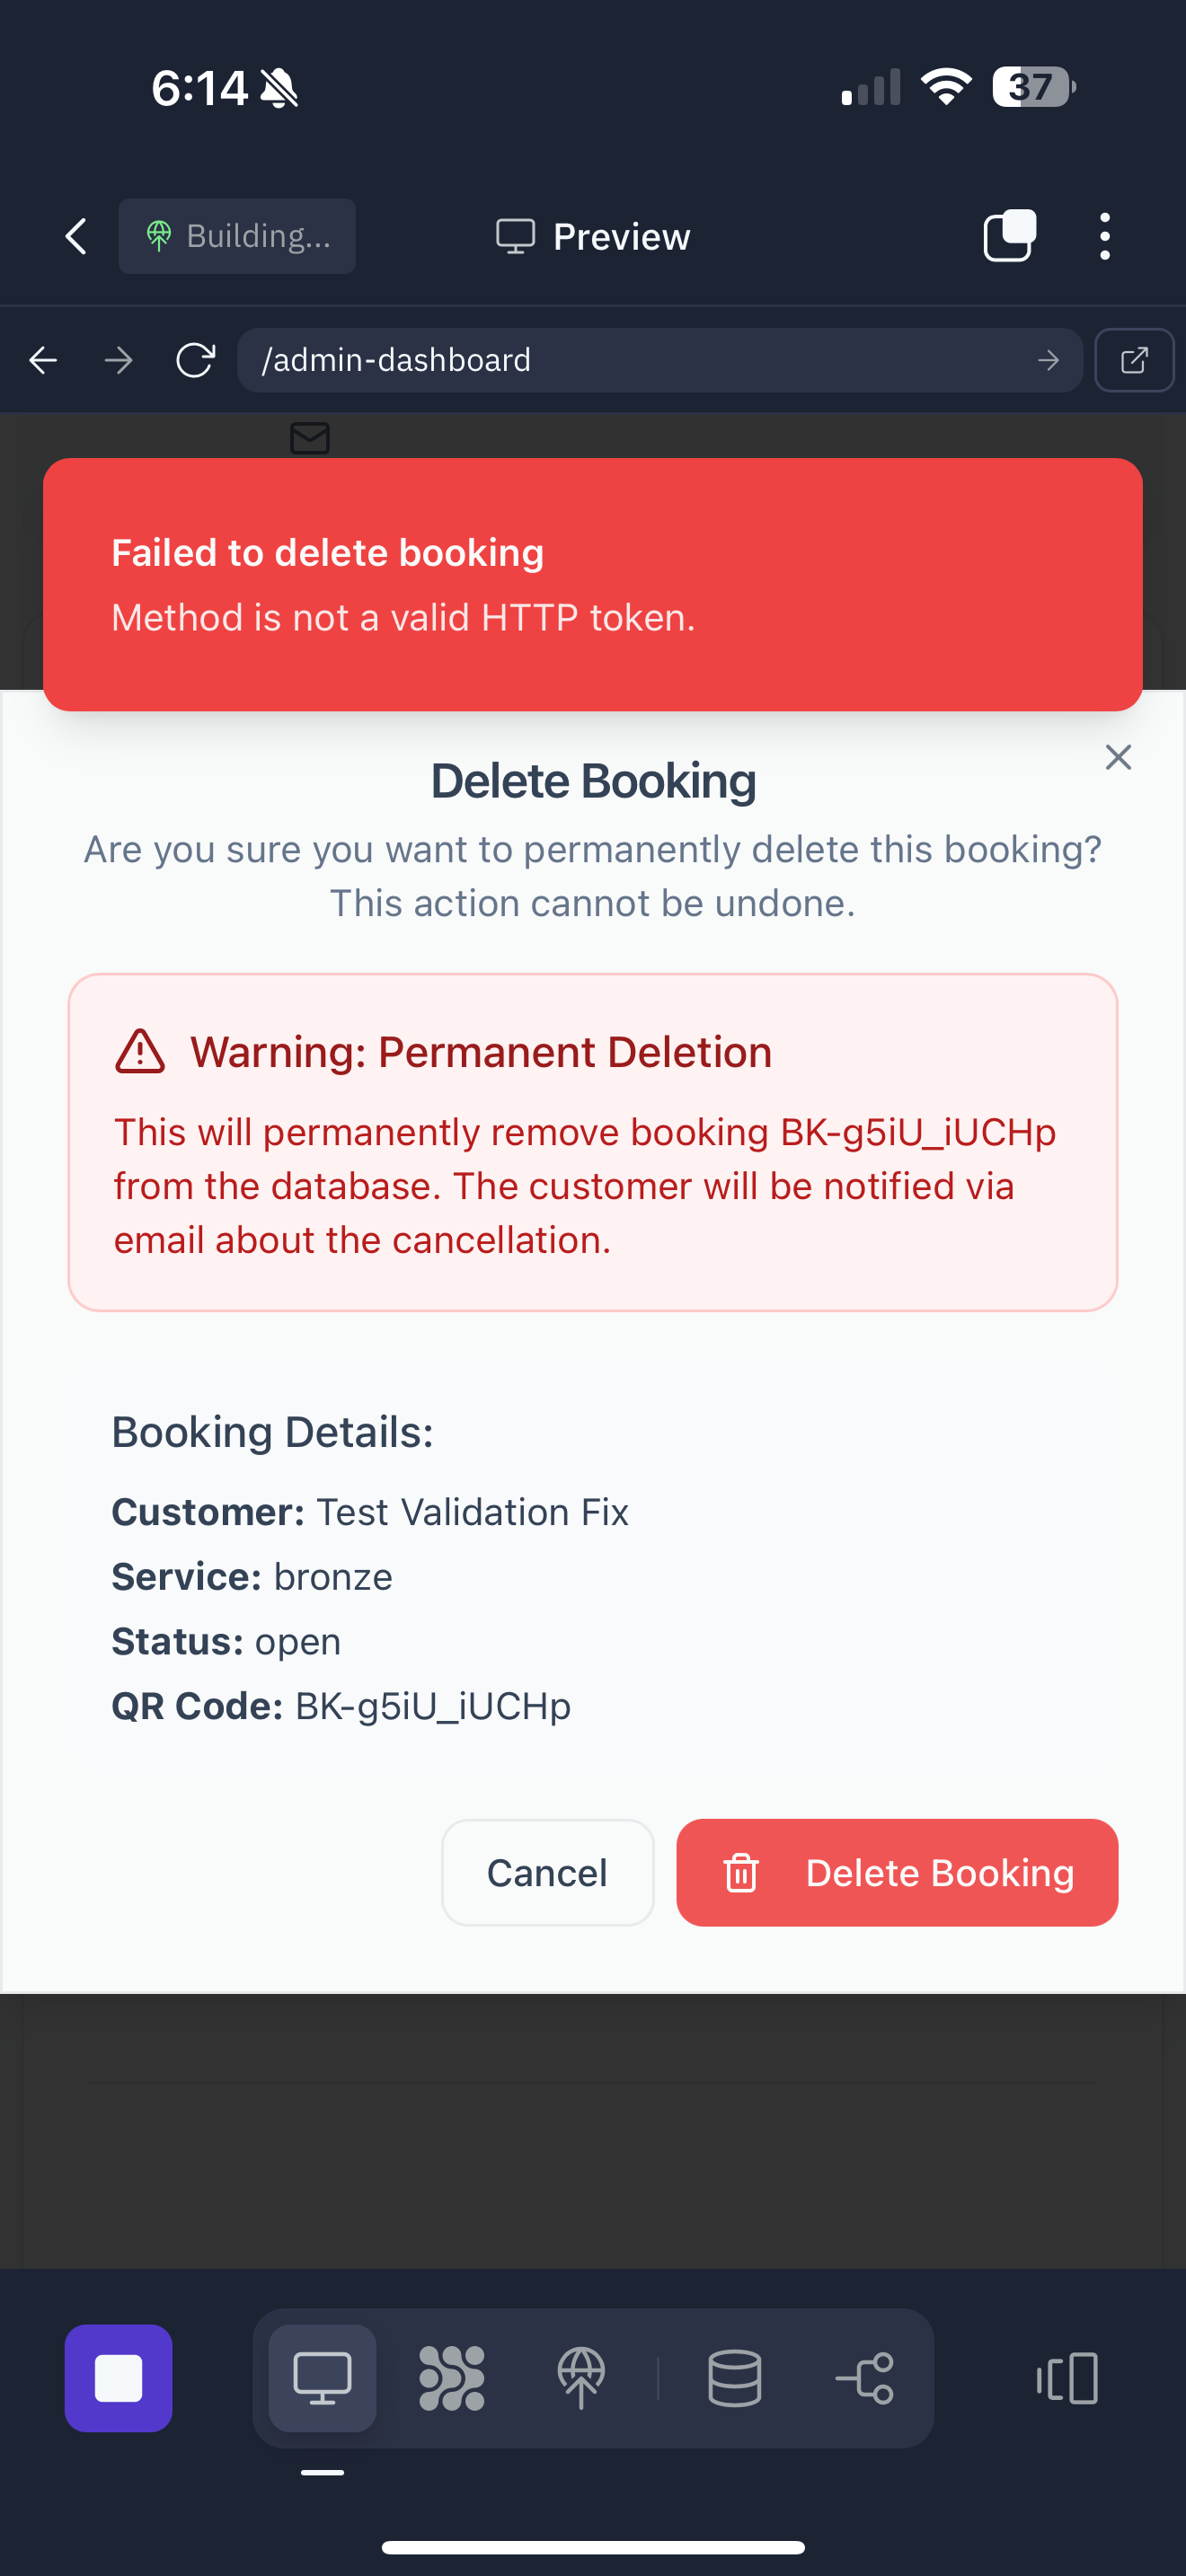 6:14
37
Building...
Preview
/admin-dashboard
Failed to delete booking
Method is not a valid HTTP token.
Delete Booking
Are you sure you want to permanently delete this booking?
This action cannot be undone.
Warning: Permanent Deletion
This will permanently remove booking BK-g5iU_iUCHp
from the database. The customer will be notified via
email about the cancellation.
Booking Details:
Customer: Test Validation Fix
Service: bronze
Status: open
QR Code: BK-g5iU_iUCHp
Cancel
Delete Booking